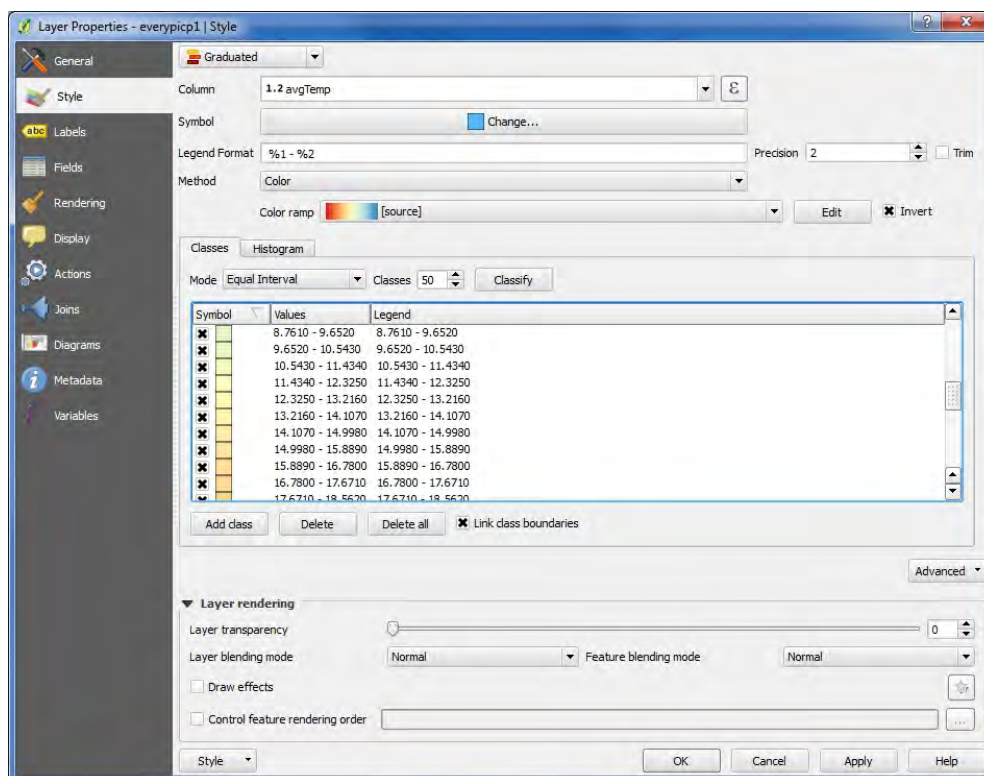 Layer Properties - everypicp1 | Style
General
Style
Labels
Fields
Rendering
Display
Actions
Joins
Diagrams
Metadata
Variables
Graduated
Column 1.2 avgTemp ε
Symbol Change...
Legend Format %1 - %2 Precision 2 Trim
Method Color
Color ramp [source] Edit Invert
Classes Histogram
Mode Equal Interval Classes 50 Classify
Symbol Values Legend
8.7610 - 9.6520 8.7610 - 9.6520
9.6520 - 10.5430 9.6520 - 10.5430
10.5430 - 11.4340 10.5430 - 11.4340
11.4340 - 12.3250 11.4340 - 12.3250
12.3250 - 13.2160 12.3250 - 13.2160
13.2160 - 14.1070 13.2160 - 14.1070
14.1070 - 14.9980 14.1070 - 14.9980
14.9980 - 15.8890 14.9980 - 15.8890
15.8890 - 16.7800 15.8890 - 16.7800
16.7800 - 17.6710 16.7800 - 17.6710
17.6710 - 18.5620 17.6710 - 18.5620
Add class Delete Delete all Link class boundaries
Advanced
Layer rendering
Layer transparency 0
Layer blending mode Normal Feature blending mode Normal
Draw effects
Control feature rendering order ...
Style OK Cancel Apply Help